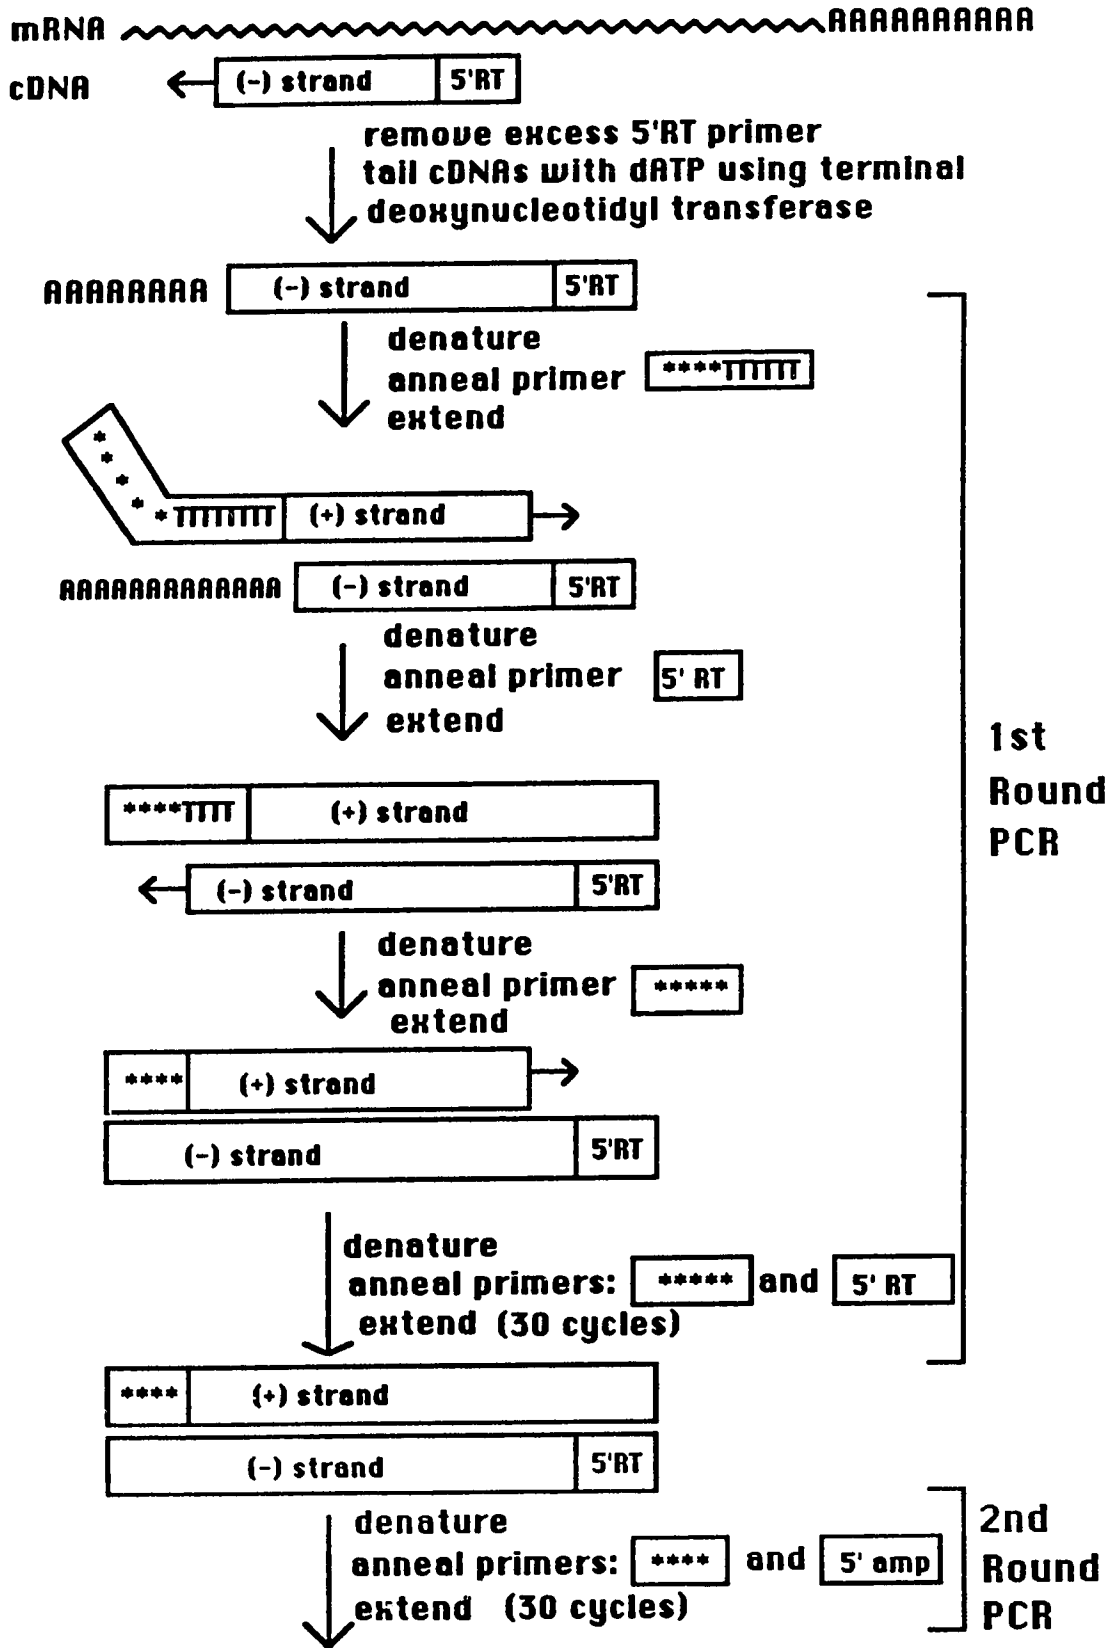 mRNA AAAAAAAAAAA
cDNA (-) strand 5'RT
remove excess 5'RT primer
tail cDNAs with dATP using terminal
deoxynucleotidyl transferase
AAAAAAAA (-) strand 5'RT
denature
anneal primer ****TTTTTT
extend
*****TTTTTTTT (+) strand
AAAAAAAAAAAAA (-) strand 5'RT
denature
anneal primer 5' RT
extend
1st
Round
PCR
****TTTT (+) strand
(-) strand 5'RT
denature
anneal primer *****
extend
**** (+) strand
(-) strand 5'RT
denature
anneal primers: ***** and 5' RT
extend (30 cycles)
**** (+) strand
(-) strand 5'RT
denature
anneal primers: **** and 5' amp
extend (30 cycles)
2nd
Round
PCR